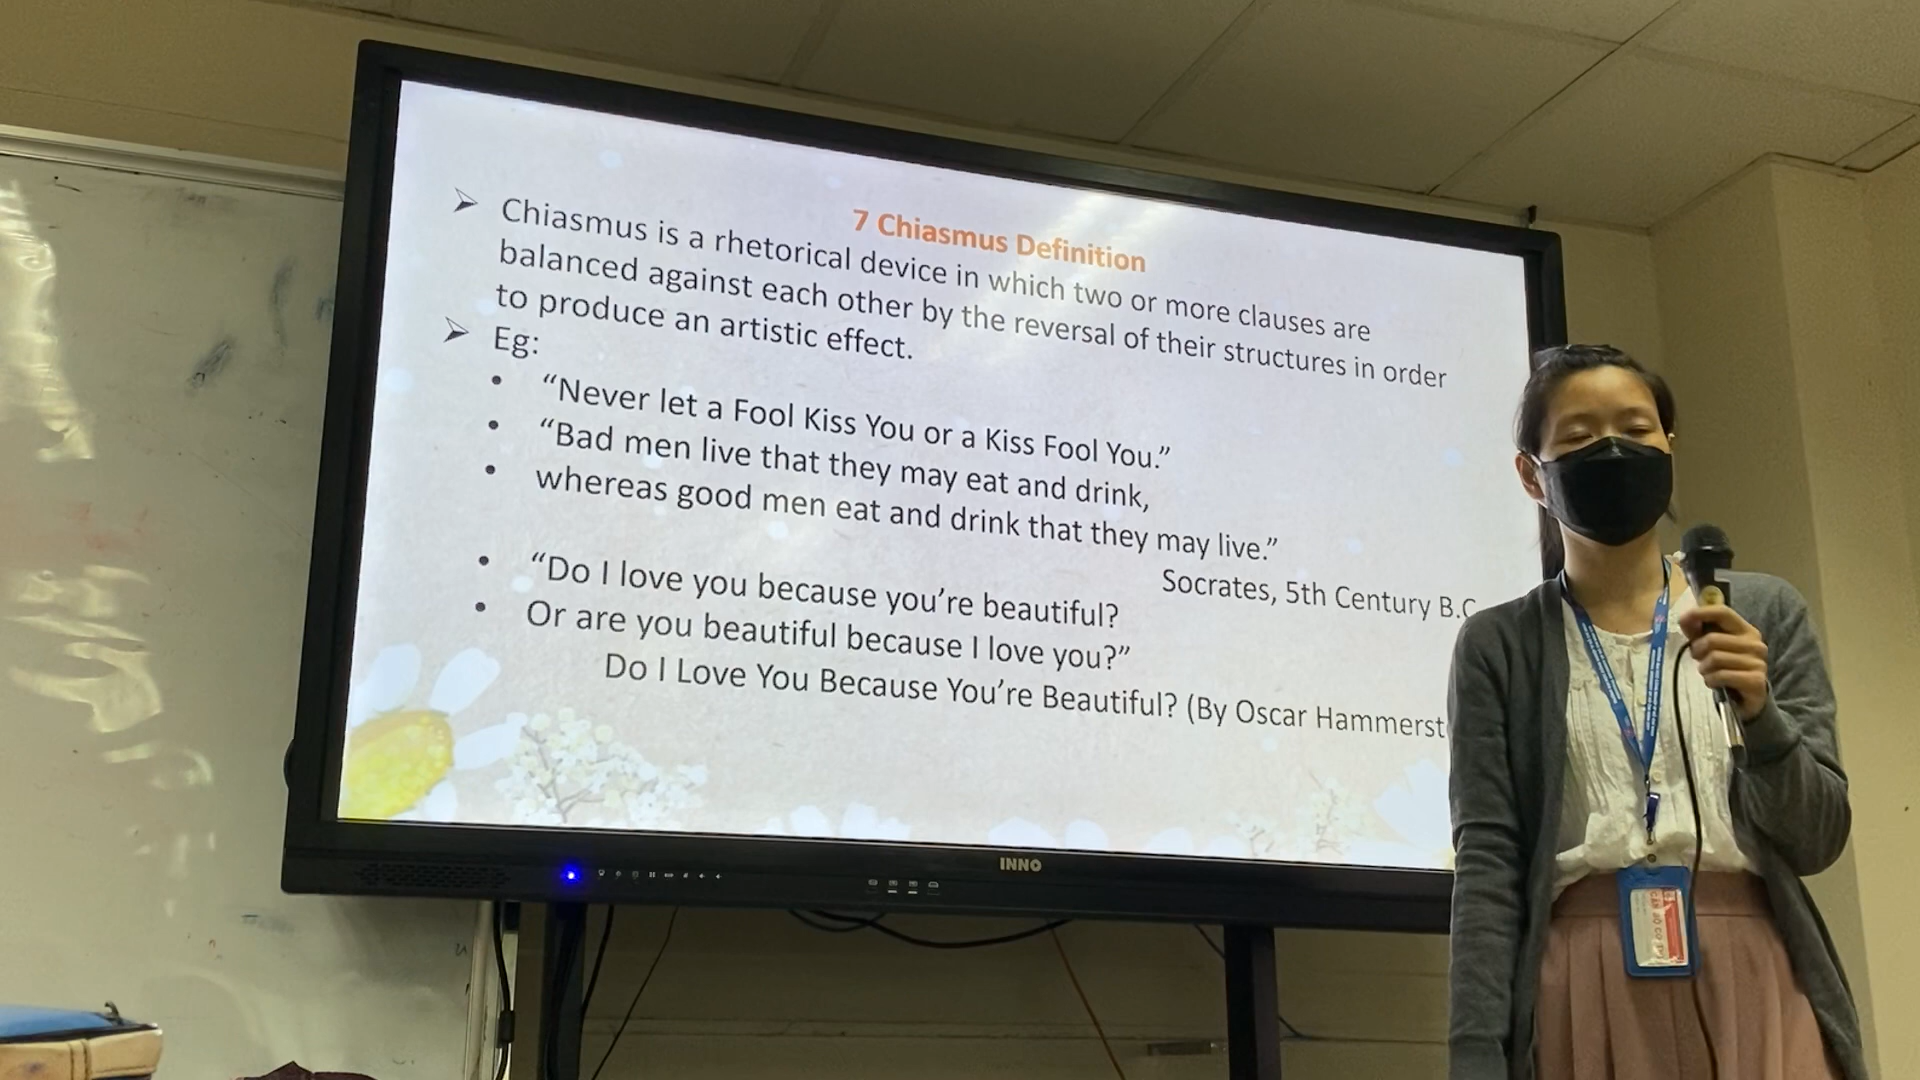 7 Chiasmus Definition
Chiasmus is a rhetorical device in which two or more clauses are
balanced against each other by the reversal of their structures in order
to produce an artistic effect.
Eg:
“Never let a Fool Kiss You or a Kiss Fool You.”
“Bad men live that they may eat and drink,
whereas good men eat and drink that they may live.”
Socrates, 5th Century B.C
“Do I love you because you’re beautiful?
Or are you beautiful because I love you?”
Do I Love You Because You’re Beautiful? (By Oscar Hammerst
INNO